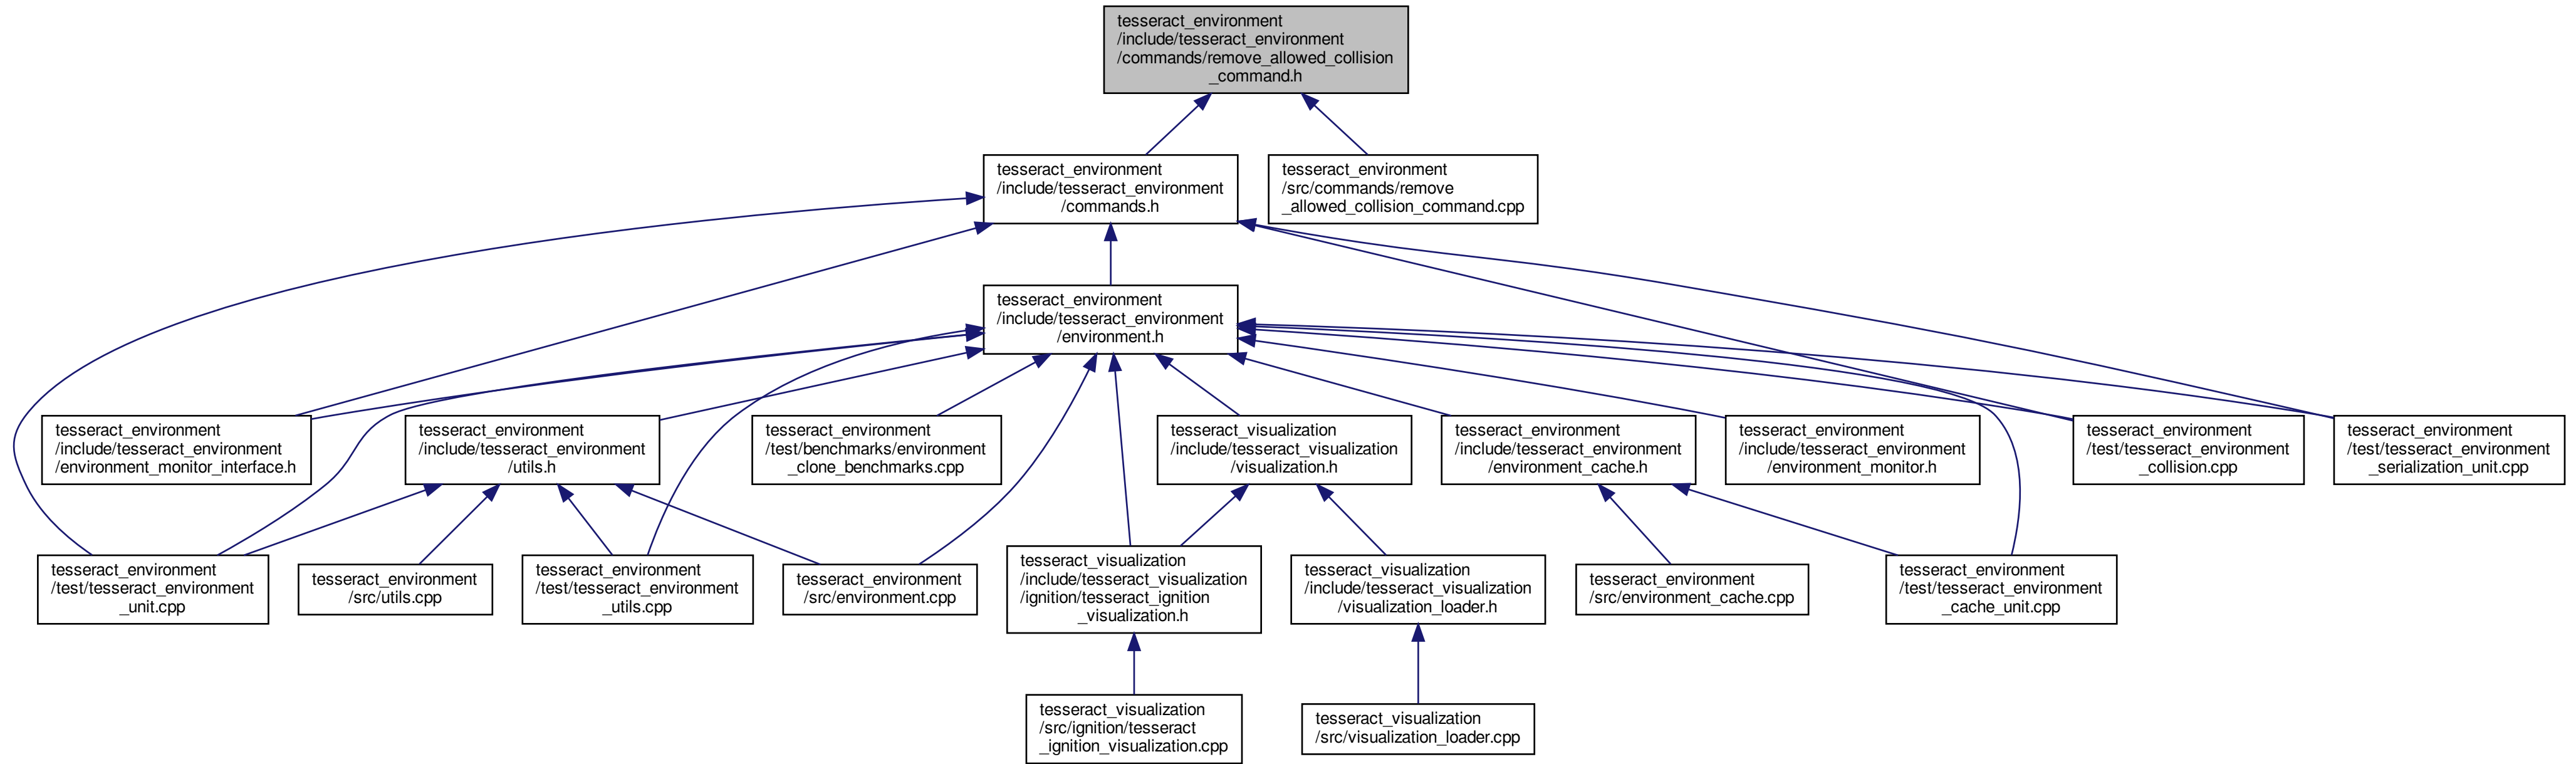 tesseract_environment
/include/tesseract_environment
/commands/remove_allowed_collision
_command.h
tesseract_environment
/include/tesseract_environment
/commands.h
tesseract_environment
/src/commands/remove
_allowed_collision_command.cpp
tesseract_environment
/include/tesseract_environment
/environment.h
tesseract_environment
/include/tesseract_environment
/environment_monitor_interface.h
tesseract_environment
/include/tesseract_environment
/utils.h
tesseract_environment
/test/benchmarks/environment
_clone_benchmarks.cpp
tesseract_visualization
/include/tesseract_visualization
/visualization.h
tesseract_environment
/include/tesseract_environment
/environment_cache.h
tesseract_environment
/include/tesseract_environment
/environment_monitor.h
tesseract_environment
/test/tesseract_environment
_collision.cpp
tesseract_environment
/test/tesseract_environment
_serialization_unit.cpp
tesseract_environment
/test/tesseract_environment
_unit.cpp
tesseract_environment
/src/utils.cpp
tesseract_environment
/test/tesseract_environment
_utils.cpp
tesseract_environment
/src/environment.cpp
tesseract_visualization
/include/tesseract_visualization
/ignition/tesseract_ignition
_visualization.h
tesseract_visualization
/include/tesseract_visualization
/visualization_loader.h
tesseract_environment
/src/environment_cache.cpp
tesseract_environment
/test/tesseract_environment
_cache_unit.cpp
tesseract_visualization
/src/ignition/tesseract
_ignition_visualization.cpp
tesseract_visualization
/src/visualization_loader.cpp